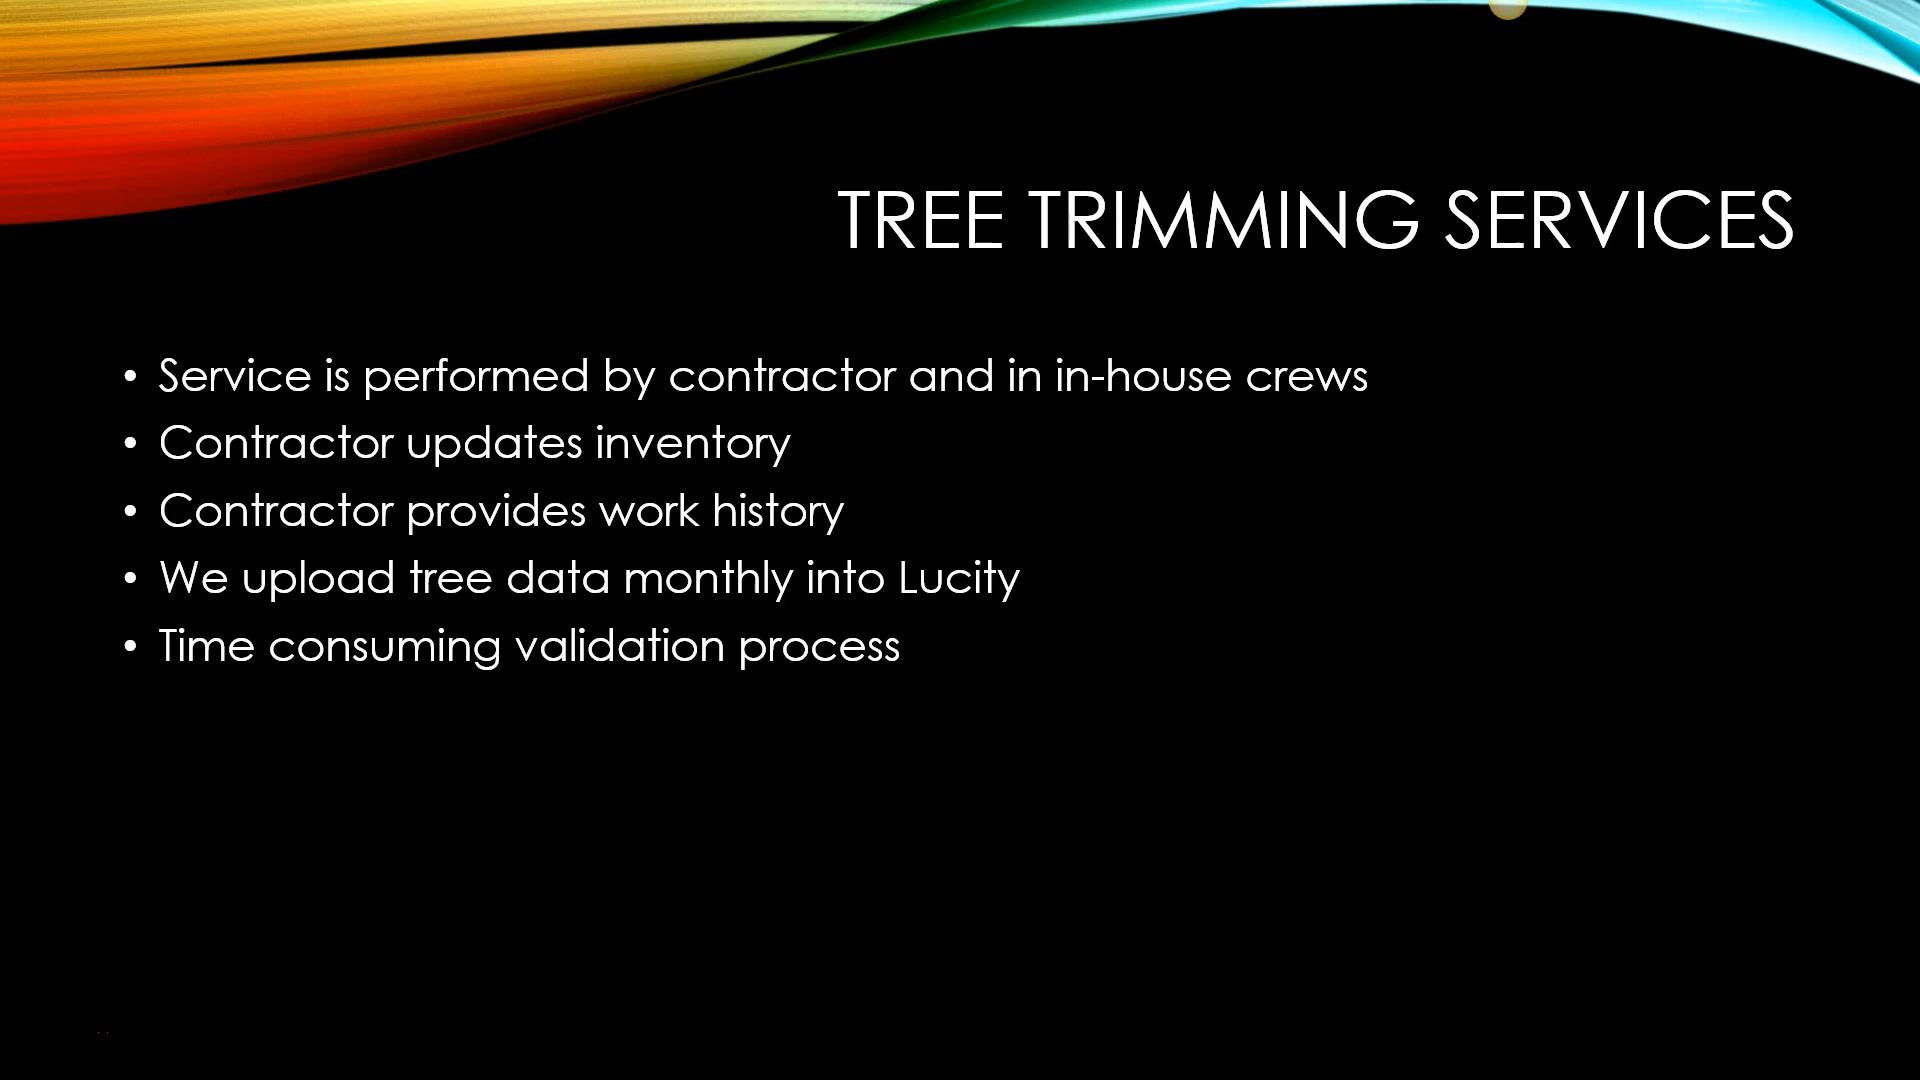 TREE TRIMMING SERVICES
• Service is performed by contractor and in in-house crews
• Contractor updates inventory
• Contractor provides work history
• We upload tree data monthly into Lucity
• Time consuming validation process